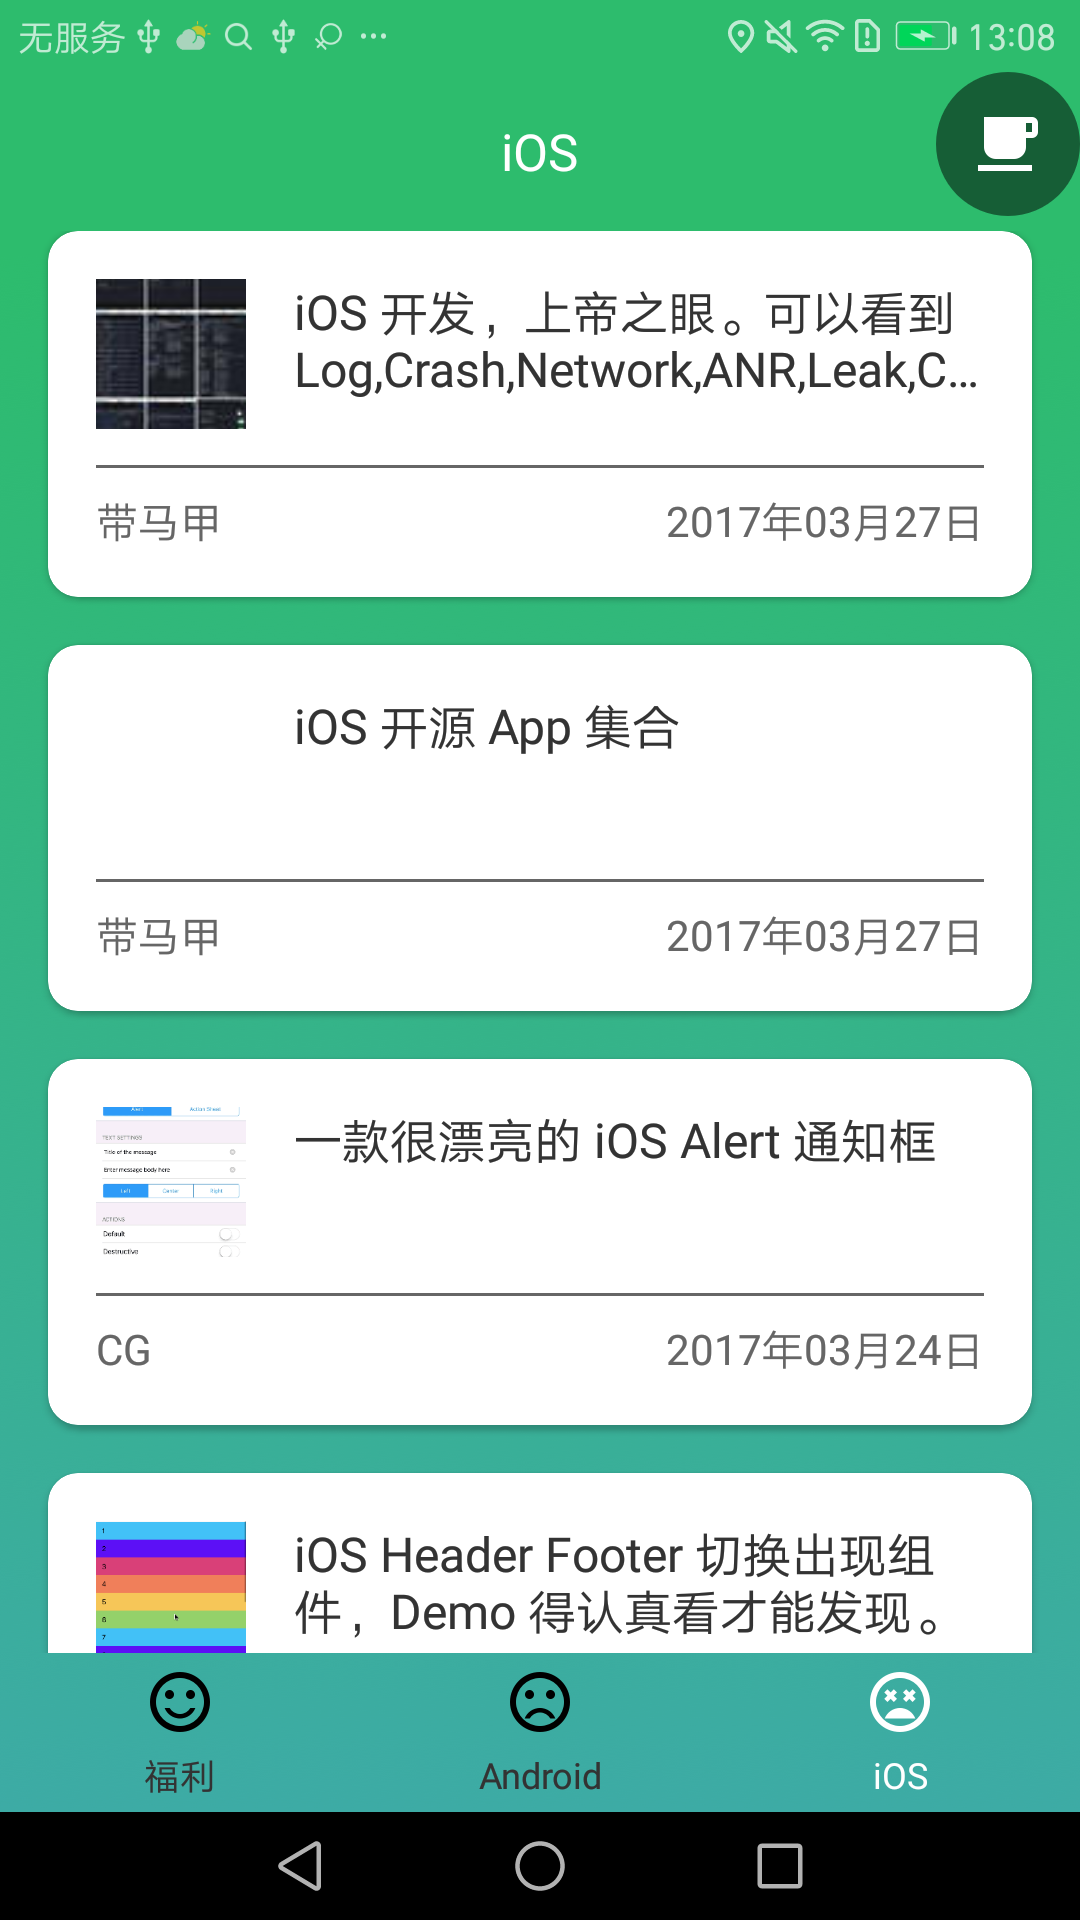 无服务
13:08
iOS
iOS 开发，上帝之眼。可以看到
Log,Crash,Network,ANR,Leak,C...
带马甲
2017年03月27日
iOS 开源 App 集合
带马甲
2017年03月27日
Alert
Action Sheet
TEXT SETTINGS
Title of the message
Enter message body here
Left
Center
Right
ACTIONS
Default
Destructive
一款很漂亮的 iOS Alert 通知框
CG
2017年03月24日
1
2
3
4
5
6
7
iOS Header Footer 切换出现组
件，Demo 得认真看才能发现。
福利
Android
iOS